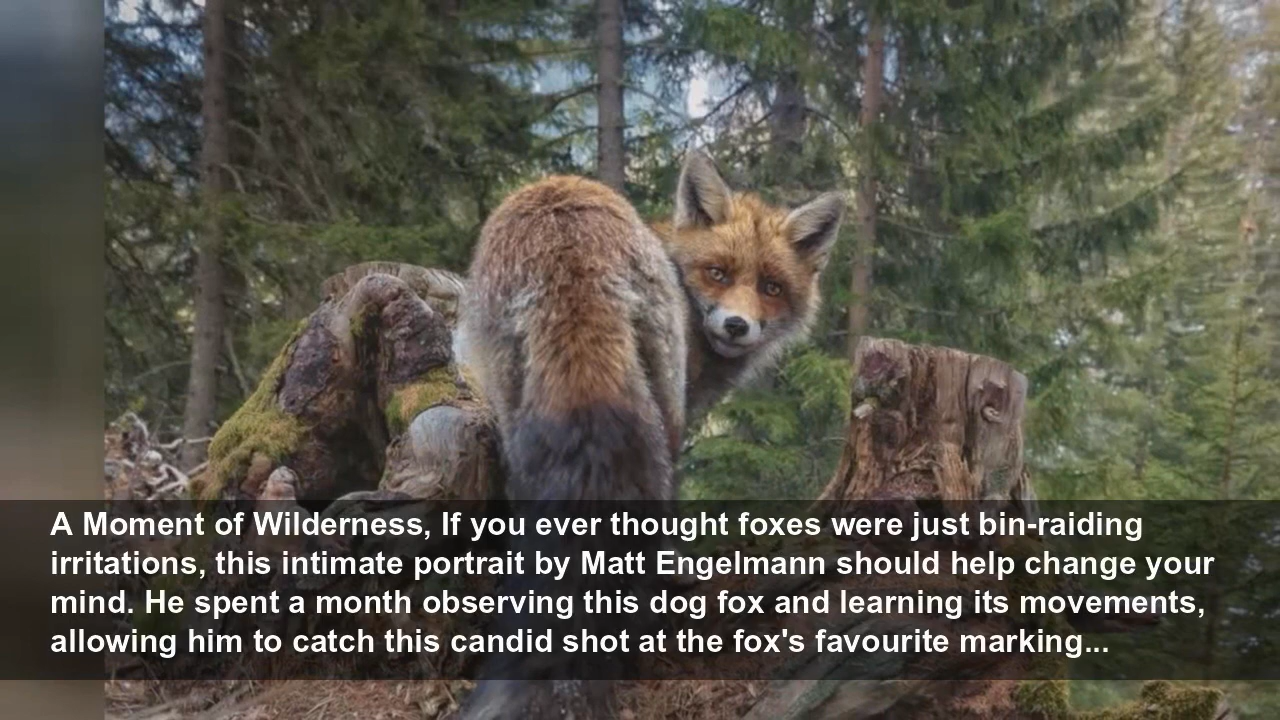 A Moment of Wilderness, If you ever thought foxes were just bin-raiding
irritations, this intimate portrait by Matt Engelmann should help change your
mind. He spent a month observing this dog fox and learning its movements,
allowing him to catch this candid shot at the fox's favourite marking...